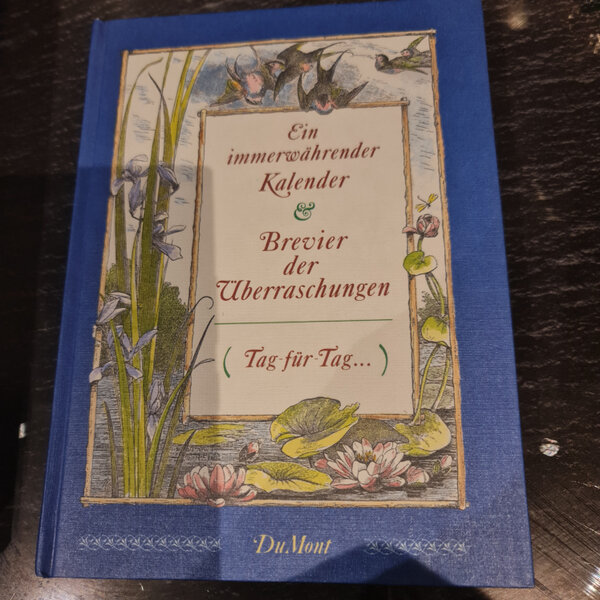 Ein
immerwährender
Kalender
&
Brevier
der
Überraschungen
( Tag-für-Tag... )
DuMont